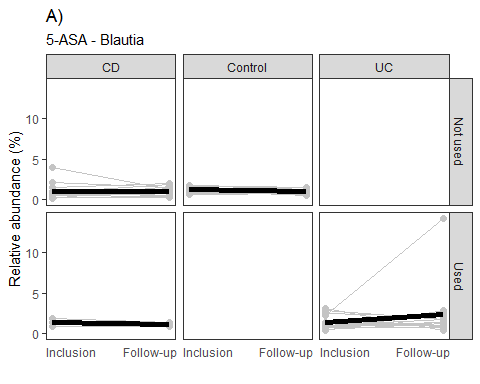 A)
5-ASA - Blautia
CD Control UC
Relative abundance (%)
10
5
0
Not used
10
5
0
Used
Inclusion Follow-up Inclusion Follow-up Inclusion Follow-up